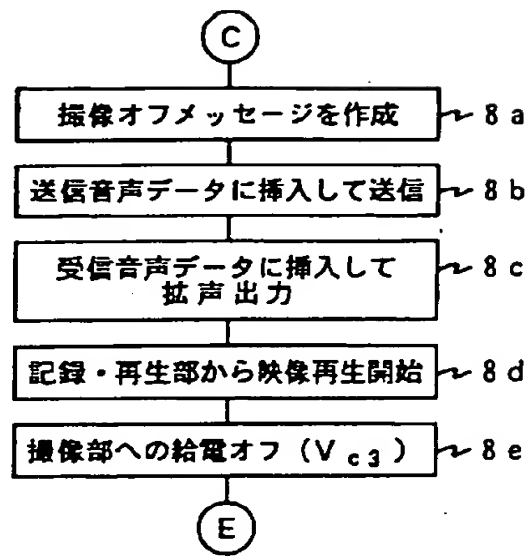 C
撮像オフメッセージを作成 8a
送信音声データに挿入して送信 8b
受信音声データに挿入して 8c
拡声出力
記録・再生部から映像再生開始 8d
撮像部への給電オフ（Vc3） 8e
E